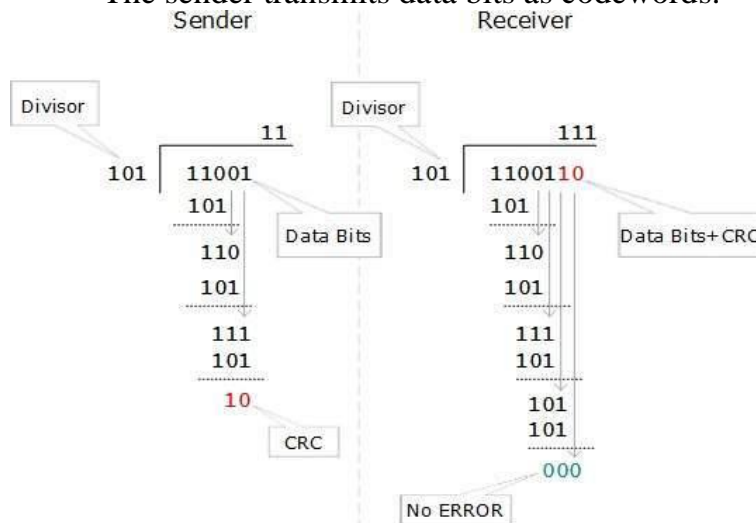 The sender transmits data bits as codewords.
Sender
Receiver
Divisor
11
101
11001
101
Data Bits
110
101
111
101
10
CRC
Divisor
111
101
1100110
101
Data Bits+CRC
110
101
111
101
101
101
000
No ERROR